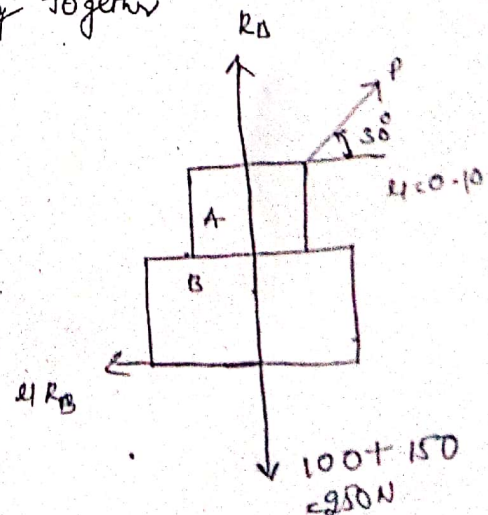 together
RB
P
30°
μ=0.10
A
B
μRB
100+ 150
=250N